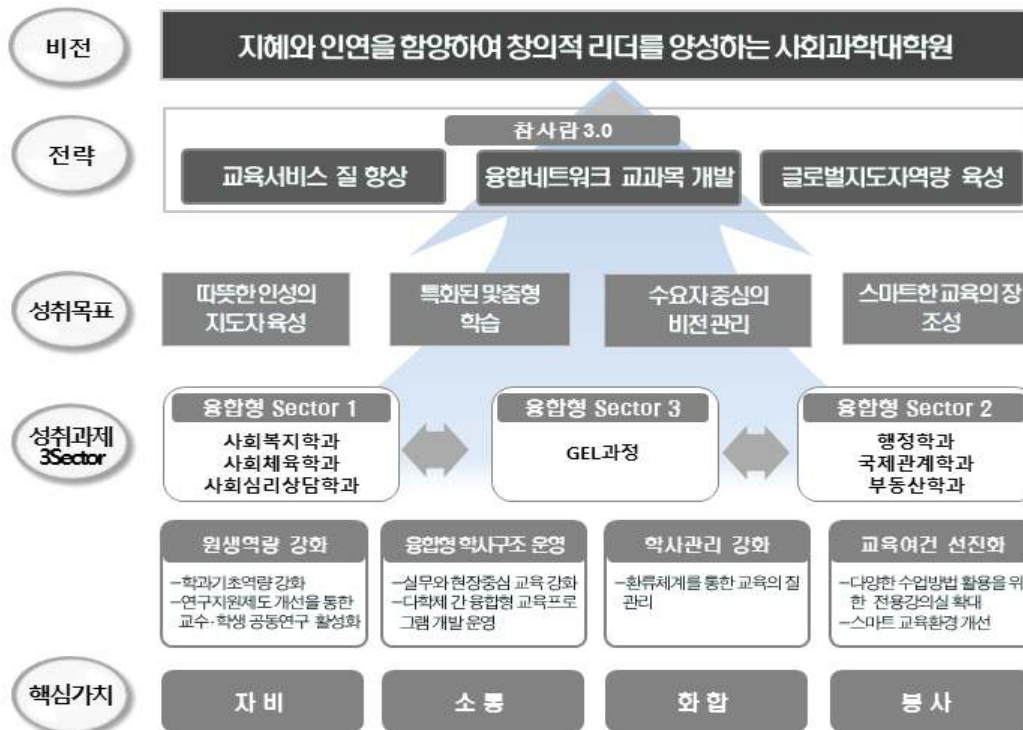 비전
지혜와 인연을 함양하여 창의적 리더를 양성하는 사회과학대학원
전략
참사람 3.0
교육서비스 질 향상
융합네트워크 교과목 개발
글로벌지도자역량 육성
성취목표
따뜻한 인성의
지도자 육성
특화된 맞춤형
학습
수요자 중심의
비전 관리
스마트한 교육의 장
조성
성취과제
3Sector
융합형 Sector 1
사회복지학과
사회체육학과
사회심리상담학과
융합형 Sector 3
GEL과정
융합형 Sector 2
행정학과
국제관계학과
부동산학과
원생역량 강화
-학과기초역량 강화
-연구지원제도 개선을 통한
교수·학생 공동연구 활성화
융합형 학사구조 운영
-실무와 현장중심 교육 강화
-다학제 간 융합형 교육프로
그램 개발 운영
학사관리 강화
-환류체계를 통한 교육의 질
관리
교육여건 선진화
-다양한 수업방법 활용을 위
한 전용강의실 확대
-스마트 교육환경 개선
핵심가치
자 비
소 통
화 합
봉 사